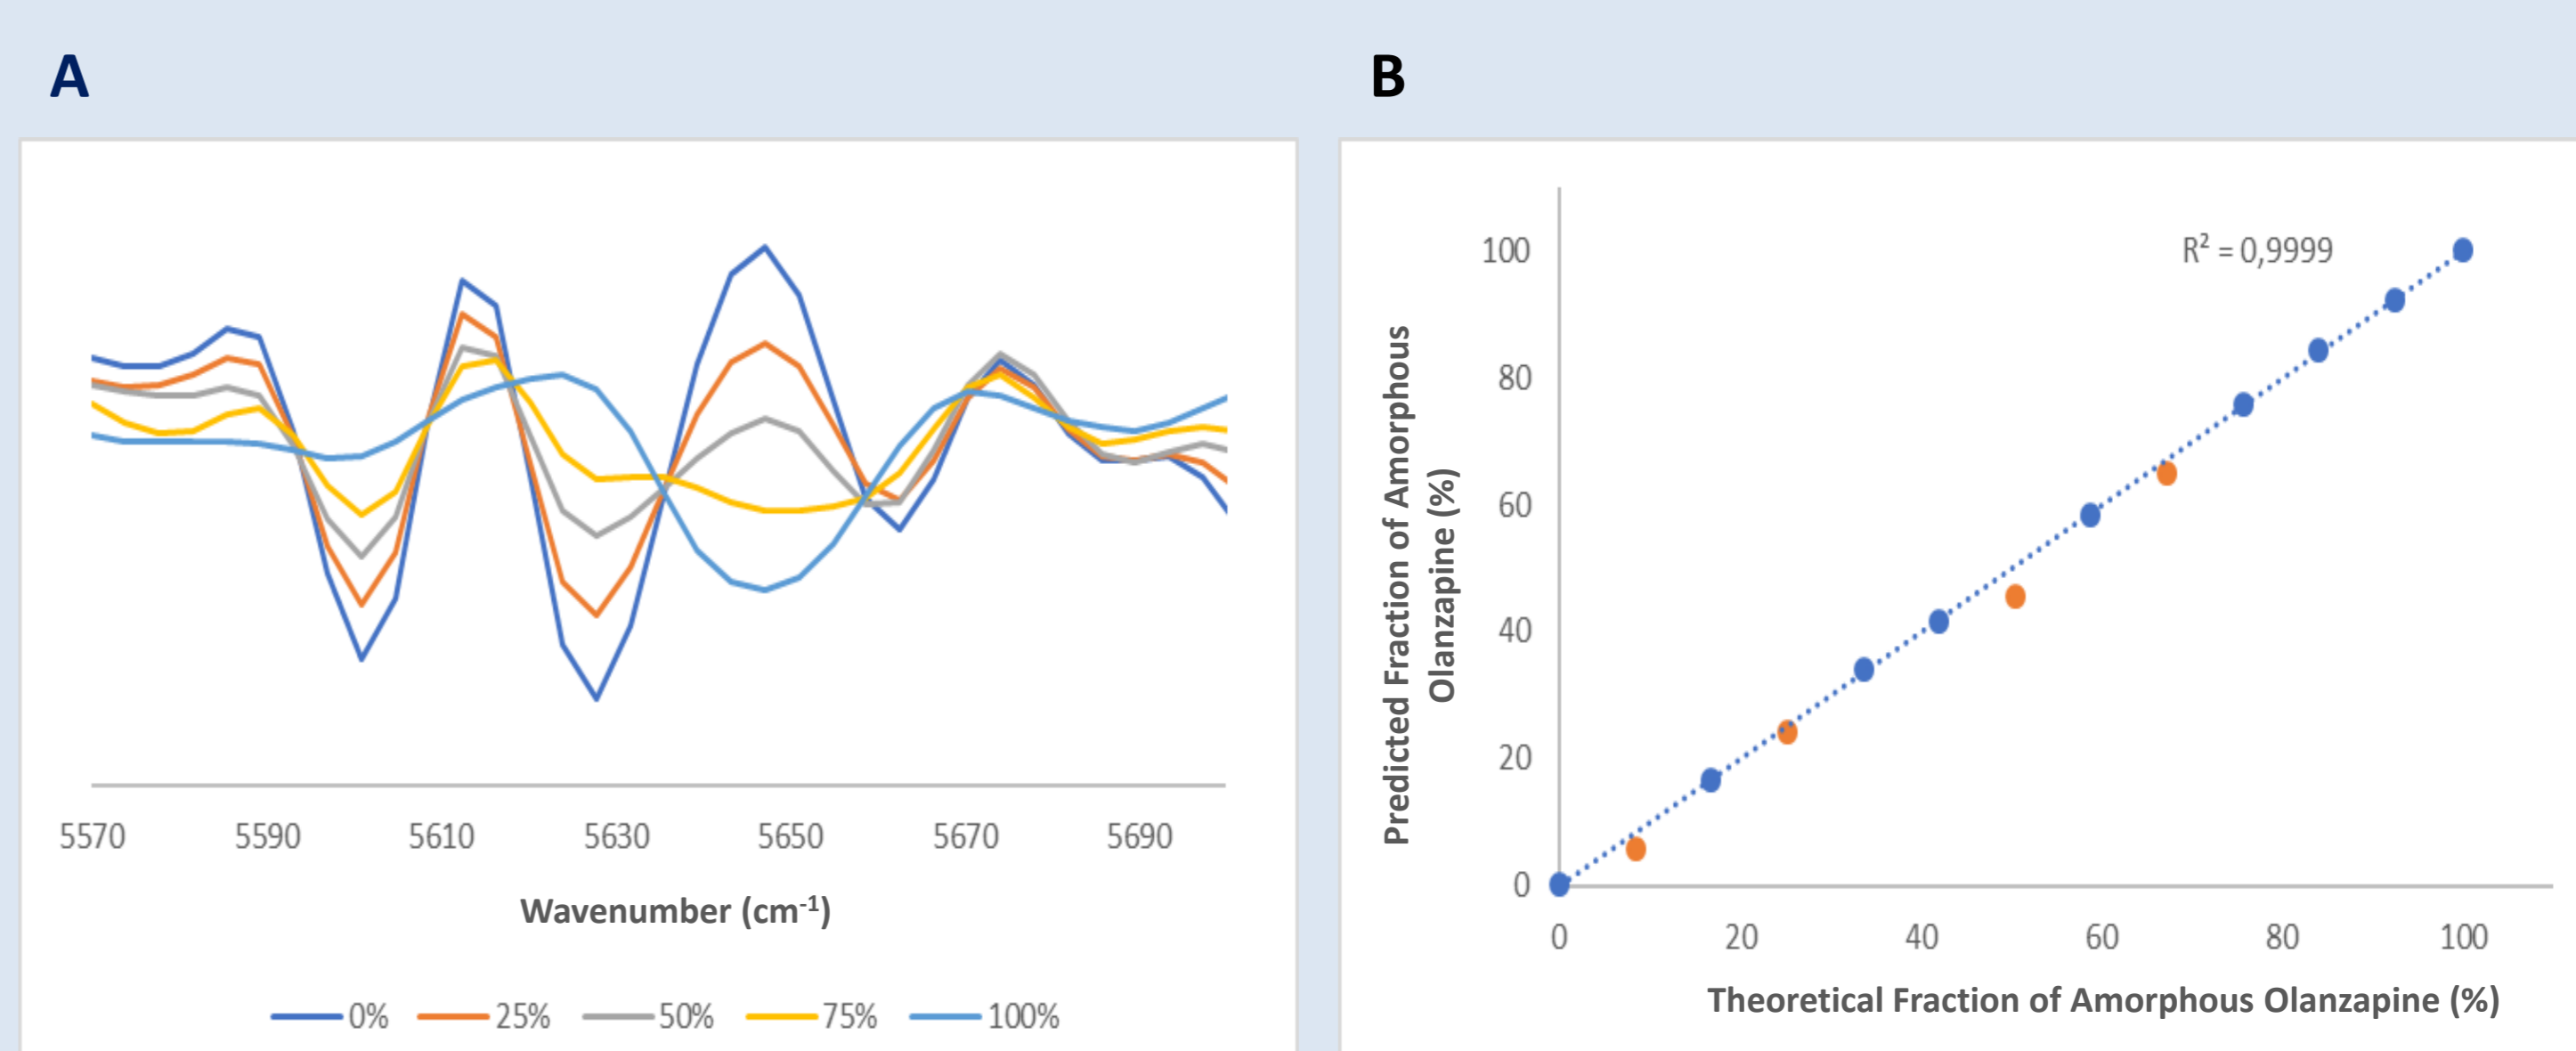 A
5570 5590 5610 5630 5650 5670 5690
Wavenumber (cm⁻¹)
0% 25% 50% 75% 100%
B
Predicted Fraction of Amorphous
Olanzapine (%)
100
80
60
40
20
0
R² = 0,9999
0 20 40 60 80 100
Theoretical Fraction of Amorphous Olanzapine (%)